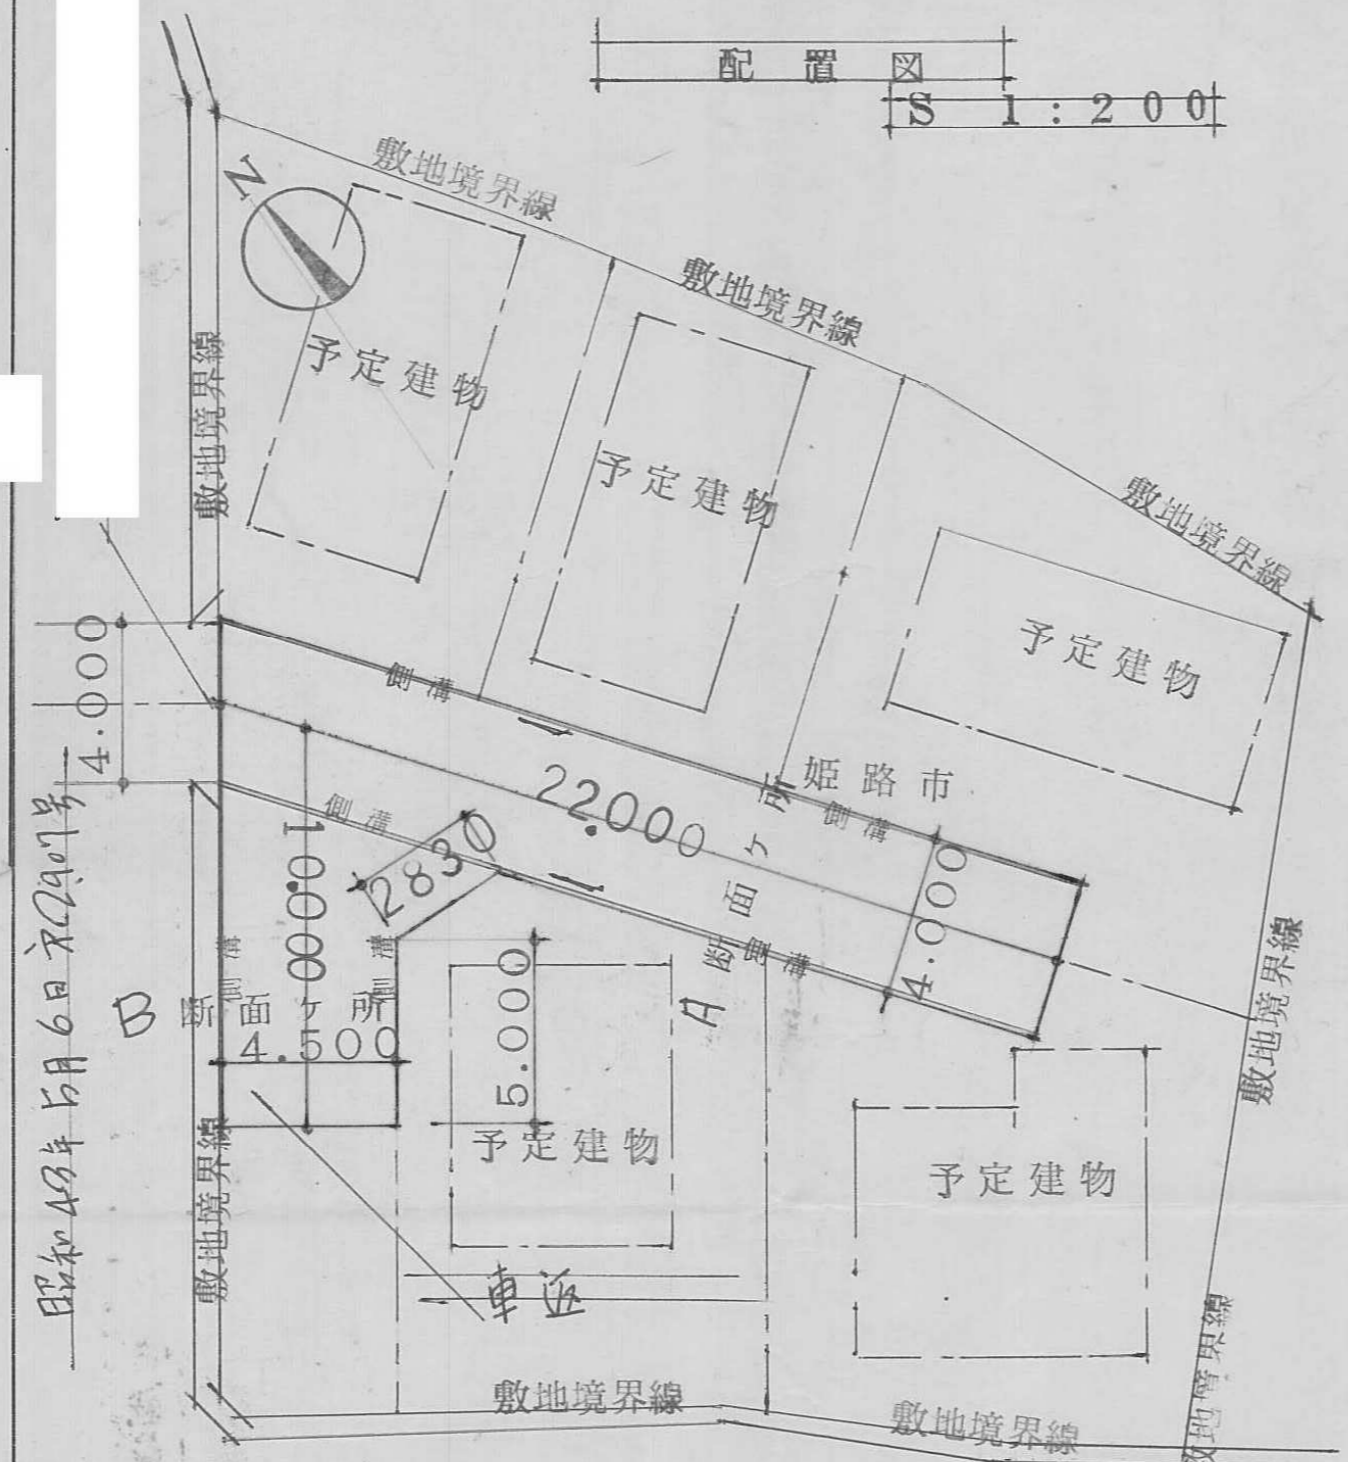 配置図
S 1:200
敷地境界線
N
敷地境界線
敷地境界線
予定建物
予定建物
敷地境界線
予定建物
4.000
側溝
姫路市
側溝
22.000
側溝
10.000
2830
断面ヶ所
4.000
側溝
側溝
溝
A
B
断面ヶ所
4.500
5.000
敷地境界線
昭和43年5月6日
予定建物
予定建物
敷地境界線
車返
敷地境界線
敷地境界線
敷地境界線